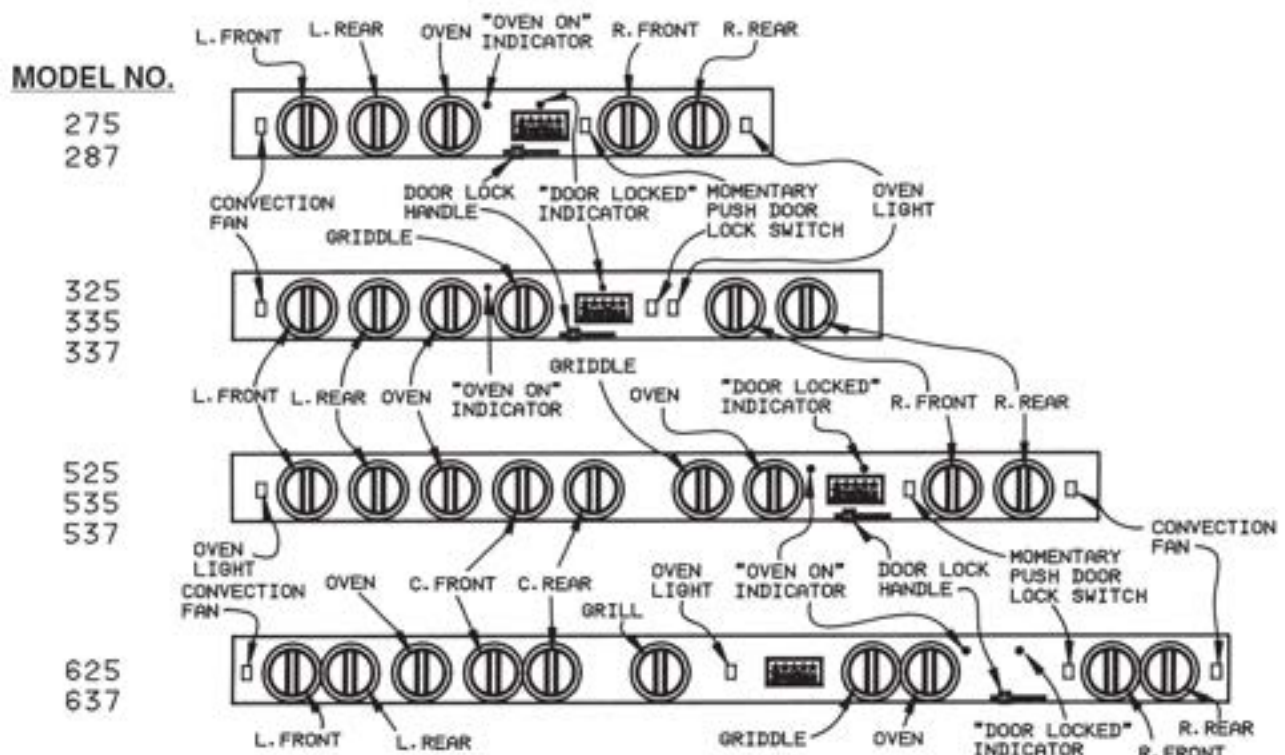 L. FRONT
L. REAR
OVEN
"OVEN ON"
INDICATOR
R. FRONT
R. REAR
MODEL NO.
275
287
CONVECTION
FAN
DOOR LOCK
HANDLE
"DOOR LOCKED"
INDICATOR
MOMENTARY
PUSH DOOR
LOCK SWITCH
OVEN
LIGHT
GRIDDLE
325
335
337
L. FRONT
L. REAR
OVEN
"OVEN ON"
INDICATOR
GRIDDLE
OVEN
"DOOR LOCKED"
INDICATOR
R. FRONT
R. REAR
525
535
537
OVEN
LIGHT
CONVECTION
FAN
OVEN
C. FRONT
C. REAR
GRILL
OVEN
LIGHT
"OVEN ON"
INDICATOR
DOOR LOCK
HANDLE
MOMENTARY
PUSH DOOR
LOCK SWITCH
CONVECTION
FAN
625
637
L. FRONT
L. REAR
GRIDDLE
OVEN
"DOOR LOCKED"
INDICATOR
R. REAR